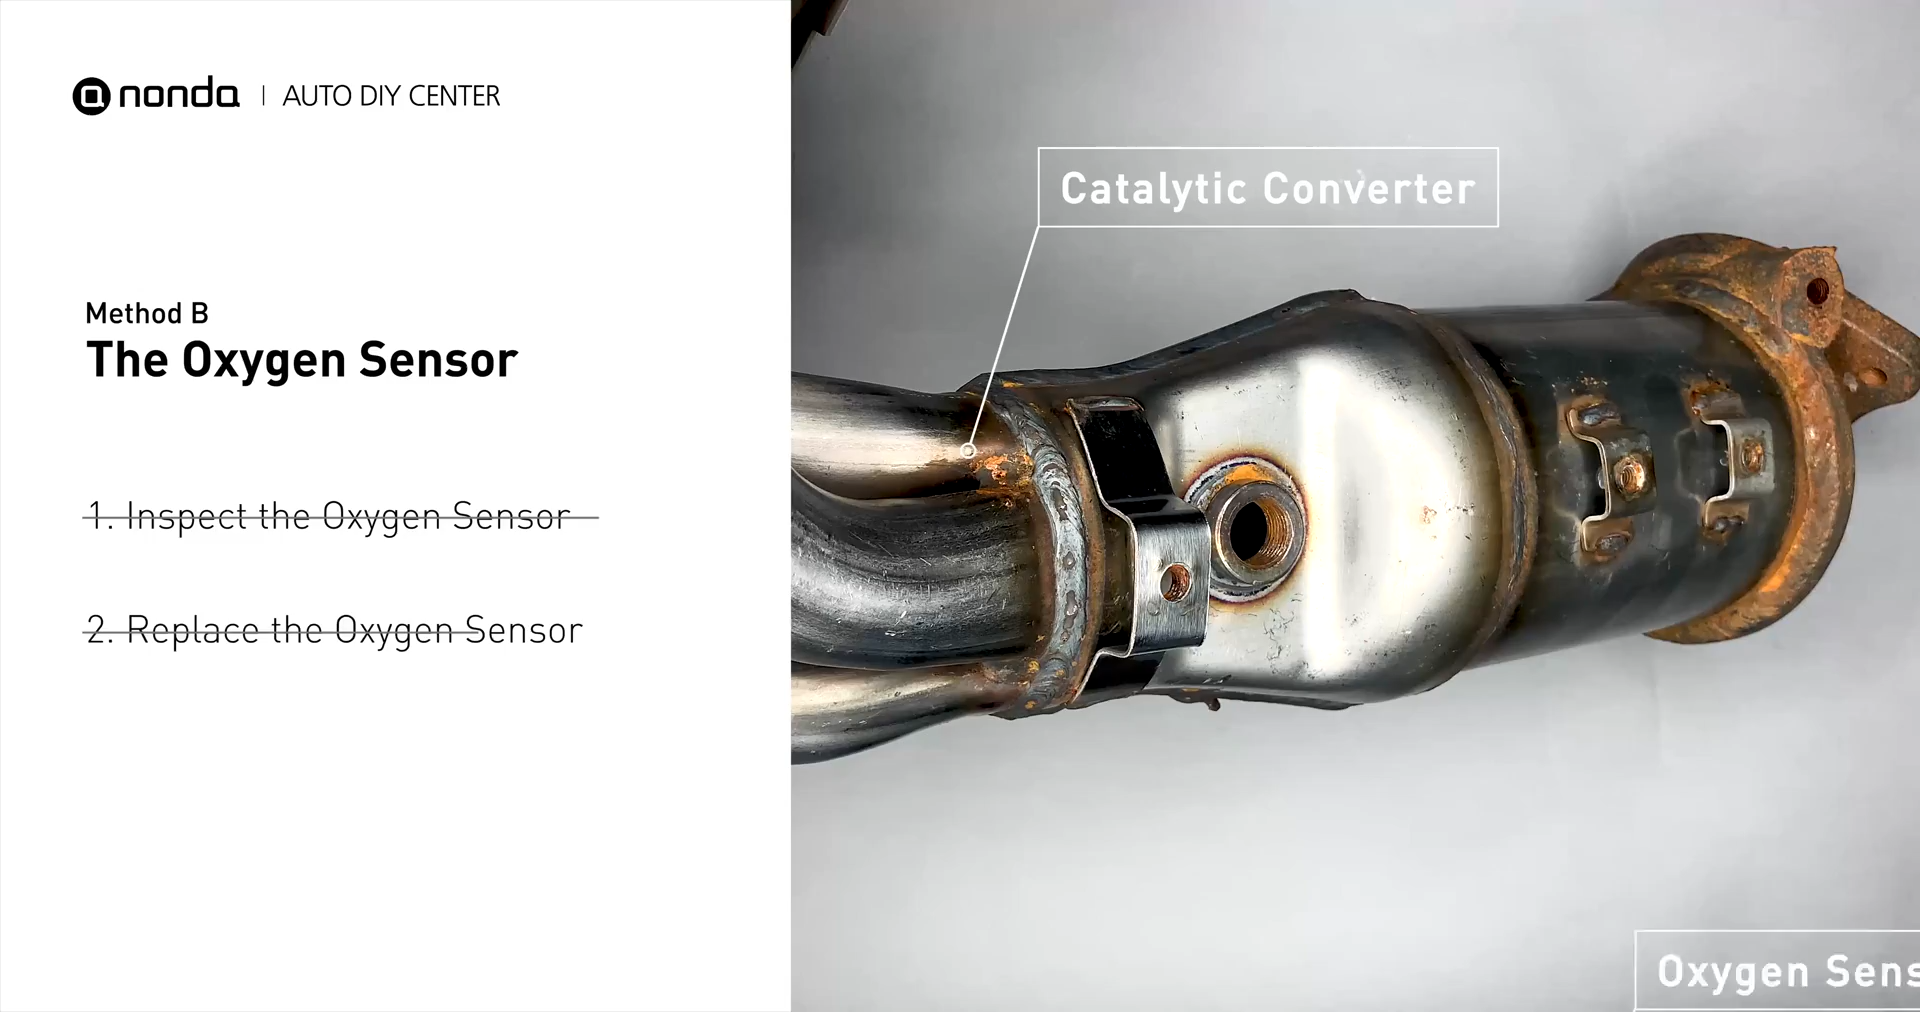 nonda | AUTO DIY CENTER
Catalytic Converter
Method B
The Oxygen Sensor
1. Inspect the Oxygen Sensor
2. Replace the Oxygen Sensor
Oxygen